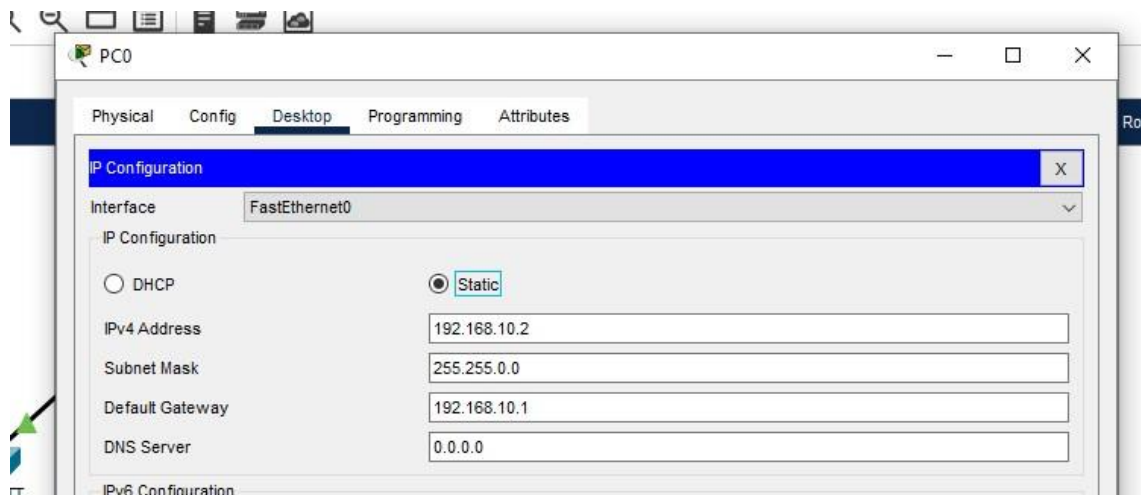 PC0
Physical Config Desktop Programming Attributes
Ro
IP Configuration X
Interface FastEthernet0
IP Configuration
DHCP Static
IPv4 Address 192.168.10.2
Subnet Mask 255.255.0.0
Default Gateway 192.168.10.1
DNS Server 0.0.0.0
IPv6 Configuration